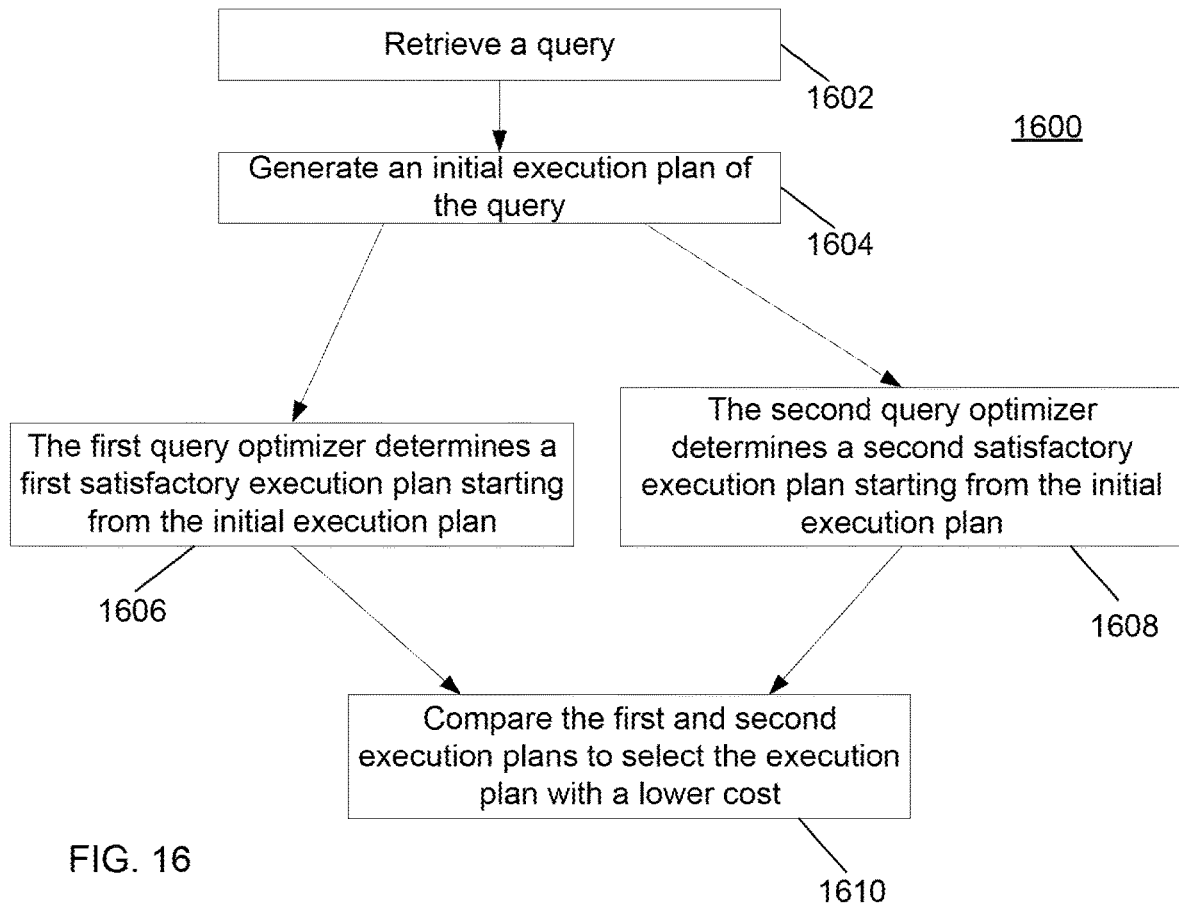 Retrieve a query
1602
1600
Generate an initial execution plan of
the query
1604
The first query optimizer determines a
first satisfactory execution plan starting
from the initial execution plan
1606
The second query optimizer
determines a second satisfactory
execution plan starting from the initial
execution plan
1608
Compare the first and second
execution plans to select the execution
plan with a lower cost
1610
FIG. 16